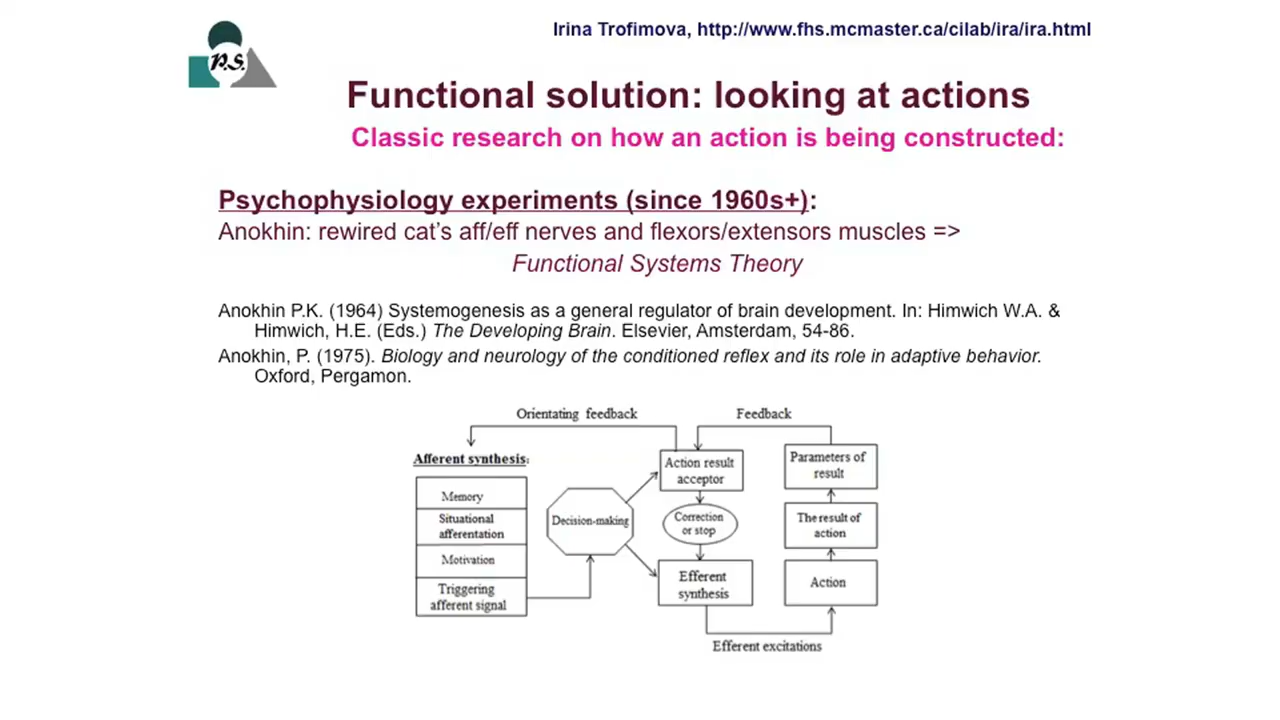 Irina Trofimova, http://www.fhs.mcmaster.ca/cilab/ira/ira.html
P.S.
Functional solution: looking at actions
Classic research on how an action is being constructed:
Psychophysiology experiments (since 1960s+):
Anokhin: rewired cat's aff/eff nerves and flexors/extensors muscles =>
Functional Systems Theory
Anokhin P.K. (1964) Systemogenesis as a general regulator of brain development. In: Himwich W.A. &
Himwich, H.E. (Eds.) The Developing Brain. Elsevier, Amsterdam, 54-86.
Anokhin, P. (1975). Biology and neurology of the conditioned reflex and its role in adaptive behavior.
Oxford, Pergamon.
Orientating feedback
Feedback
Afferent synthesis:
Memory
Situational
afferentation
Motivation
Triggering
afferent signal
Decision-making
Action result
acceptor
Correction
or stop
Efferent
synthesis
Parameters of
result
The result of
action
Action
Efferent excitations